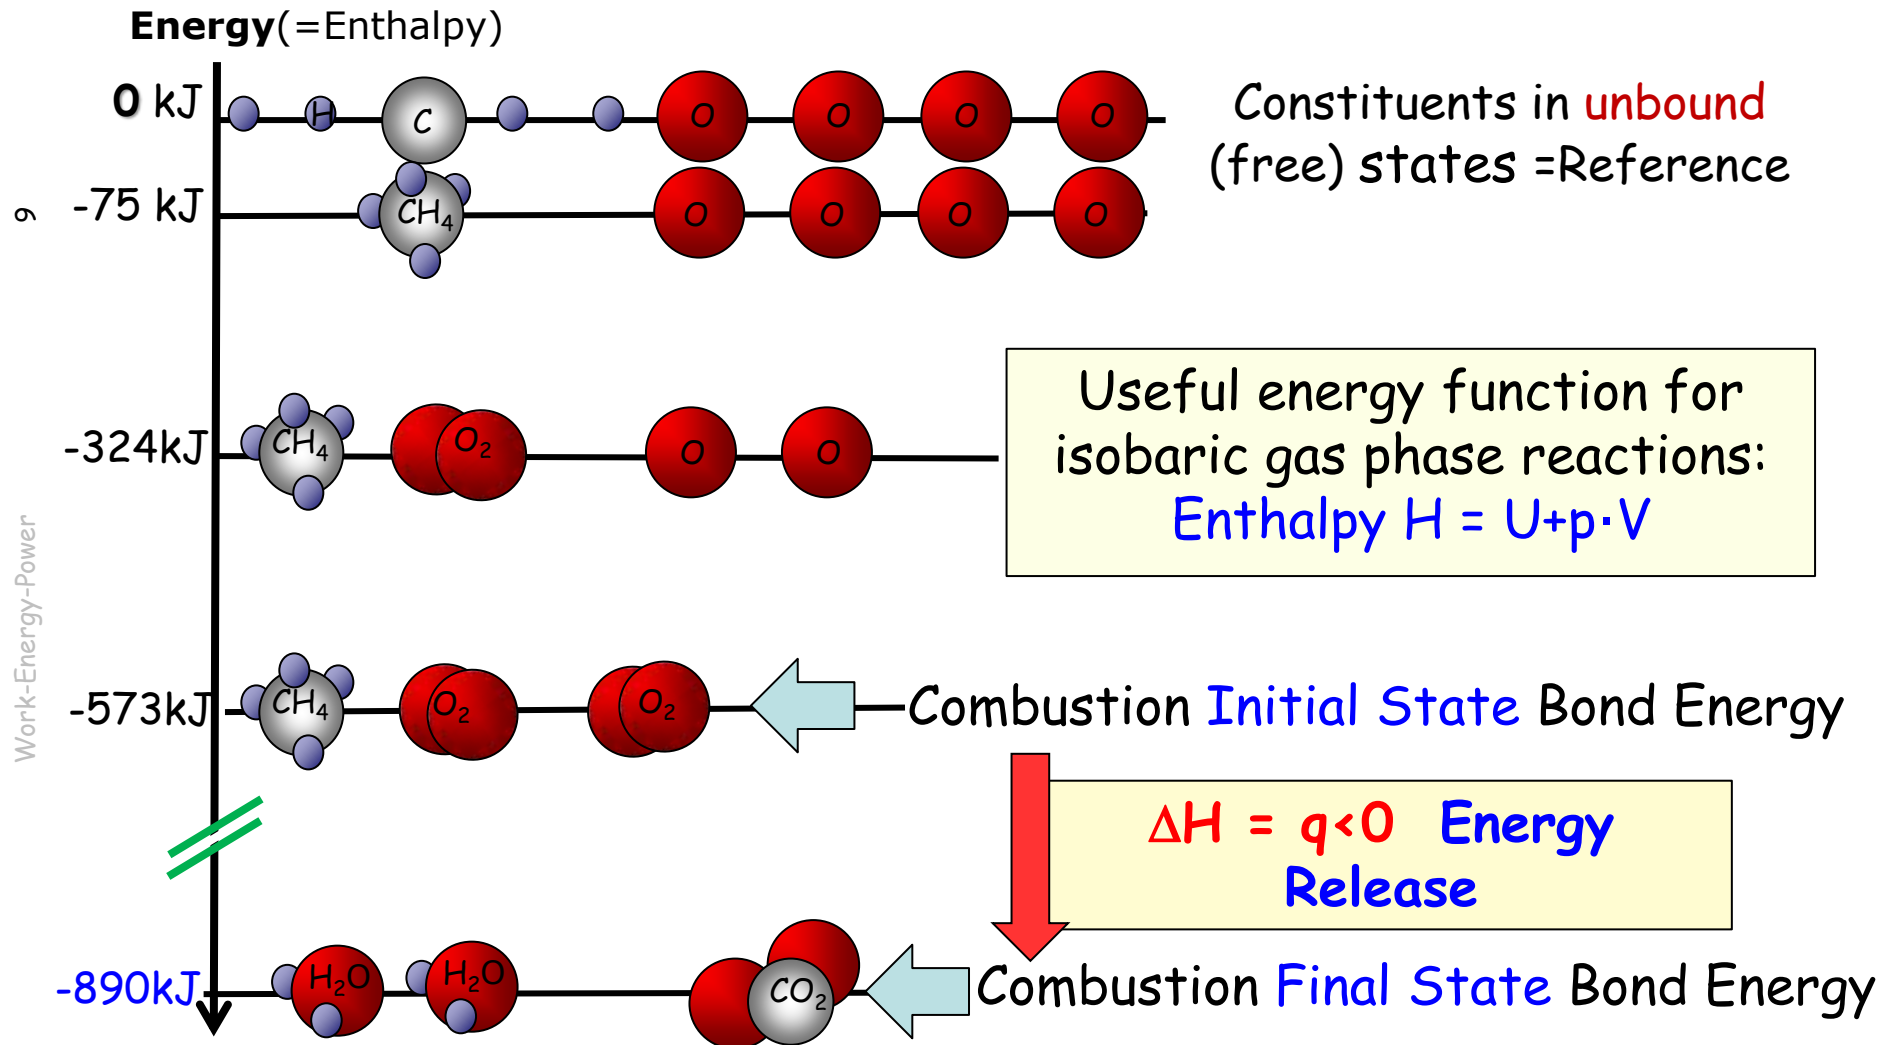 Energy(=Enthalpy)
0 kJ
H
C
O
O
O
O
Constituents in unbound
(free) states =Reference
-75 kJ
CH₄
O
O
O
O
9
Useful energy function for
isobaric gas phase reactions:
Enthalpy H = U+p·V
-324kJ
CH₄
O₂
O
O
Work-Energy-Power
-573kJ
CH₄
O₂
O₂
Combustion Initial State Bond Energy
ΔH = q<0 Energy
Release
-890kJ
H₂O
H₂O
CO₂
Combustion Final State Bond Energy